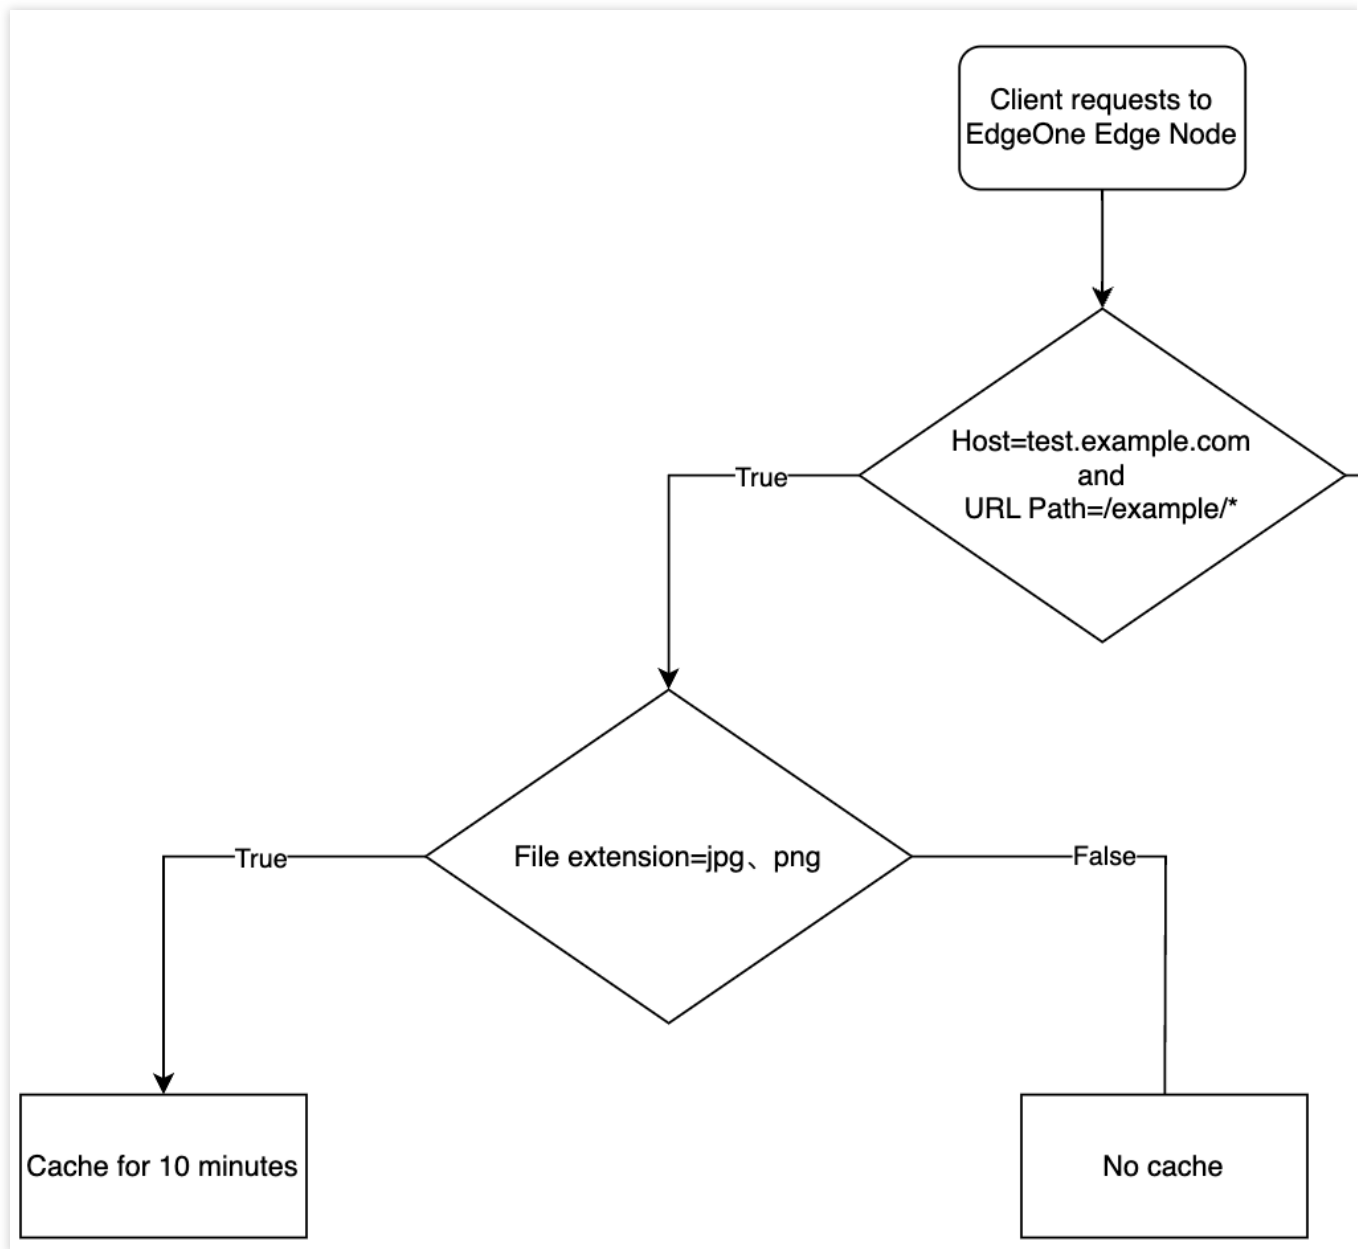 Client requests to
EdgeOne Edge Node
Host=test.example.com
and
URL Path=/example/*
True
File extension=jpg、png
True
False
Cache for 10 minutes
No cache